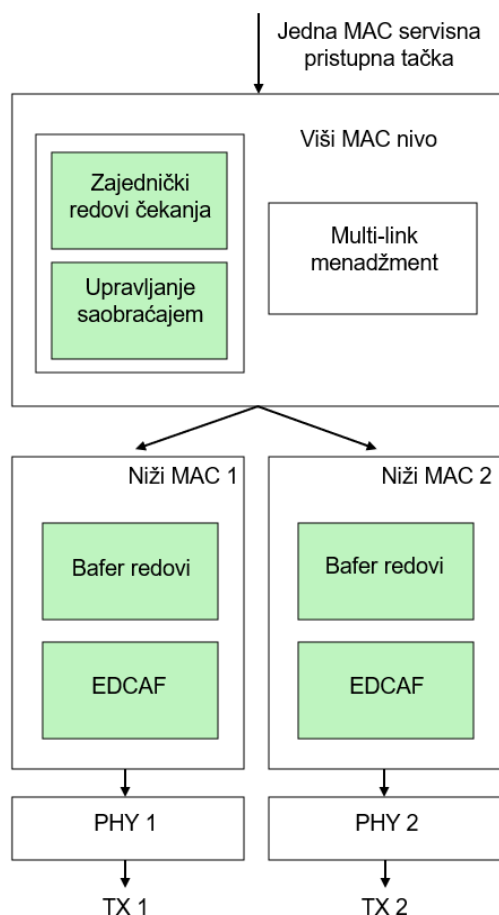 Jedna MAC servisna
pristupna tačka
Viši MAC nivo
Zajednički
redovi čekanja
Multi-link
menadžment
Upravljanje
saobraćajem
Niži MAC 1
Niži MAC 2
Bafer redovi
Bafer redovi
EDCAF
EDCAF
PHY 1
PHY 2
TX 1
TX 2